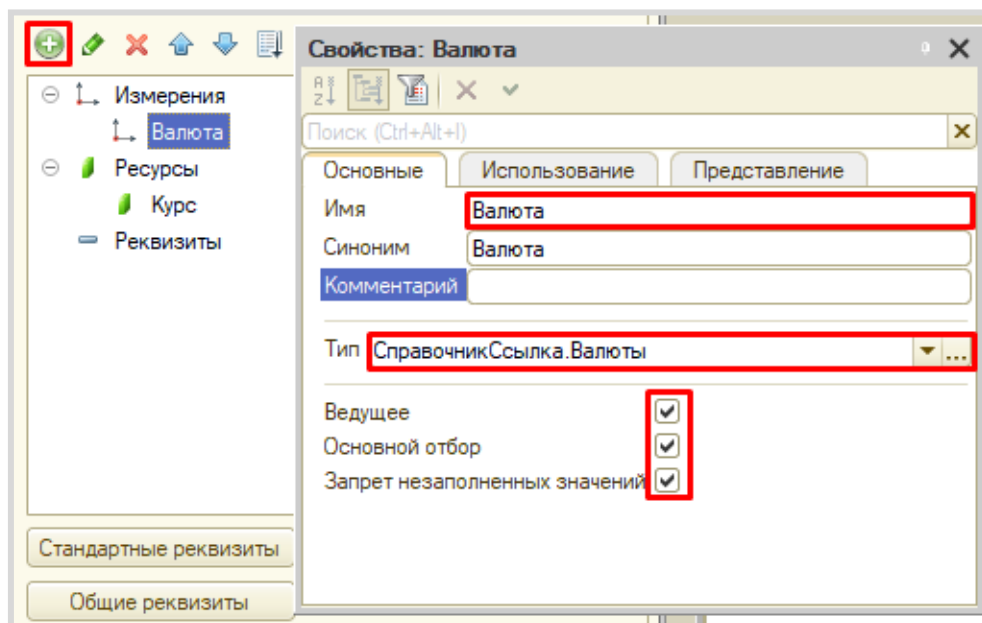 Измерения
Валюта
Ресурсы
Курс
Реквизиты
Стандартные реквизиты
Общие реквизиты
Свойства: Валюта
Поиск (Ctrl+Alt+I)
Основные Использование Представление
Имя Валюта
Синоним Валюта
Комментарий
Тип СправочникСсылка.Валюты ...
Ведущее
Основной отбор
Запрет незаполненных значений